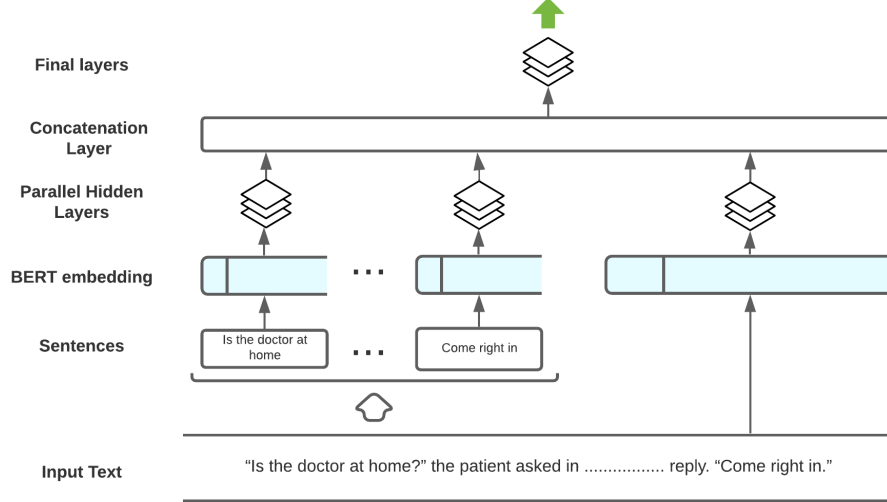 Final layers
Concatenation
Layer
Parallel Hidden
Layers
BERT embedding
...
Sentences
Is the doctor at
home
...
Come right in
Input Text
“Is the doctor at home?” the patient asked in ................. reply. “Come right in.”